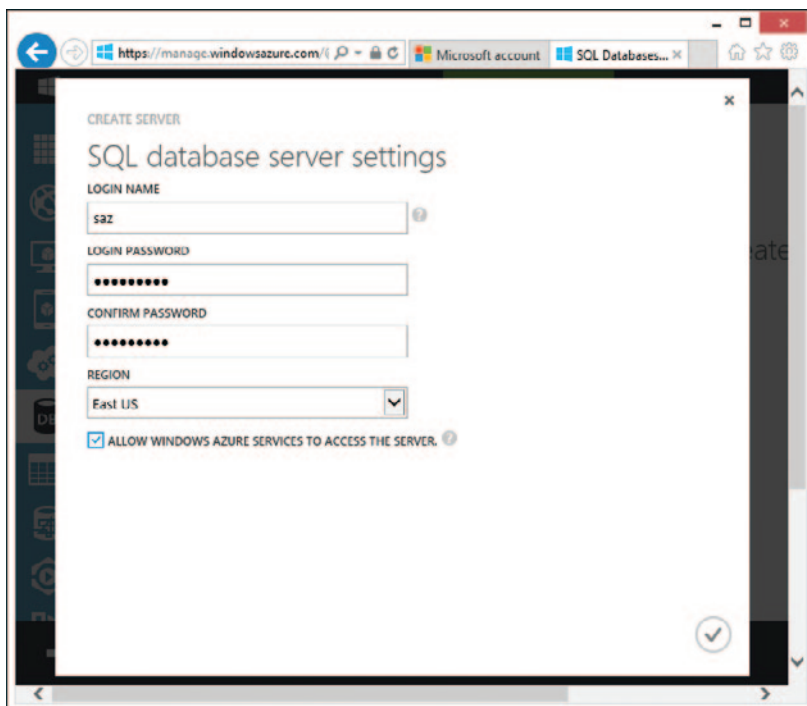 https://manage.windowsazure.com/
Microsoft account
SQL Databases...
CREATE SERVER
SQL database server settings
LOGIN NAME
saz
LOGIN PASSWORD
•••••••••
CONFIRM PASSWORD
•••••••••
REGION
East US
ALLOW WINDOWS AZURE SERVICES TO ACCESS THE SERVER.
DB